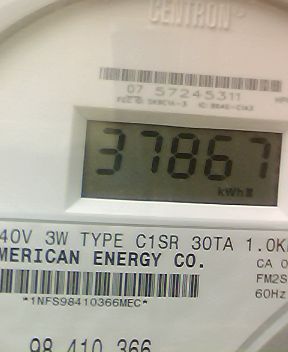 CENTRON
07 57245311
37867
kWh
40V 3W TYPE C1SR 30TA 1.0K
MERICAN ENERGY CO.
CA 0
FM2S
60Hz
*1NFS98410366MEC*
98 410 366